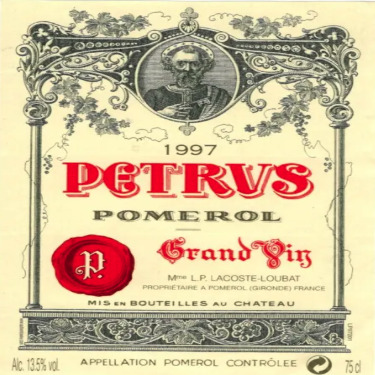 1997
PETRVS
POMEROL
Grand Vin
P.
Mme L.P. LACOSTE-LOUBAT
PROPRIÉTAIRE A POMEROL (GIRONDE) FRANCE
MIS EN BOUTEILLES AU CHATEAU
Alc. 13.5% vol.
APPELLATION POMEROL CONTRÔLÉE
75 cl